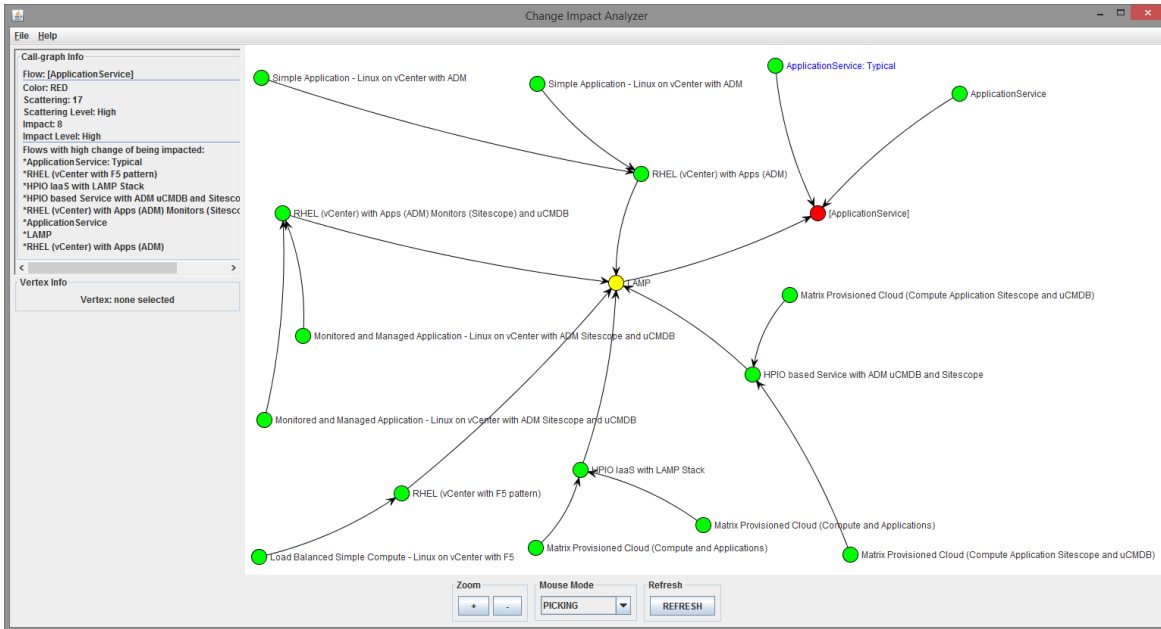 Change Impact Analyzer
File Help
Call-graph Info
Flow: [ApplicationService]
Color: RED
Scattering: 17
Scattering Level: High
Impact: 8
Impact Level: High
Flows with high change of being impacted:
*ApplicationService: Typical
*RHEL (vCenter with F5 pattern)
*HPIO IaaS with LAMP Stack
*HPIO based Service with ADM uCMDB and Sitesco
*RHEL (vCenter) with Apps (ADM) Monitors (Sitesco
*ApplicationService
*LAMP
*RHEL (vCenter) with Apps (ADM)
Vertex Info
Vertex: none selected
Simple Application - Linux on vCenter with ADM
Simple Application - Linux on vCenter with ADM
ApplicationService: Typical
ApplicationService
RHEL (vCenter) with Apps (ADM)
RHEL (vCenter) with Apps (ADM) Monitors (Sitescope) and uCMDB
[ApplicationService]
LAMP
Matrix Provisioned Cloud (Compute Application Sitescope and uCMDB)
Monitored and Managed Application - Linux on vCenter with ADM Sitescope and uCMDB
HPIO based Service with ADM uCMDB and Sitescope
Monitored and Managed Application - Linux on vCenter with ADM Sitescope and uCMDB
HPIO IaaS with LAMP Stack
RHEL (vCenter with F5 pattern)
Matrix Provisioned Cloud (Compute and Applications)
Matrix Provisioned Cloud (Compute and Applications)
Load Balanced Simple Compute - Linux on vCenter with F5
Matrix Provisioned Cloud (Compute Application Sitescope and uCMDB)
Zoom
+ -
Mouse Mode
PICKING
Refresh
REFRESH